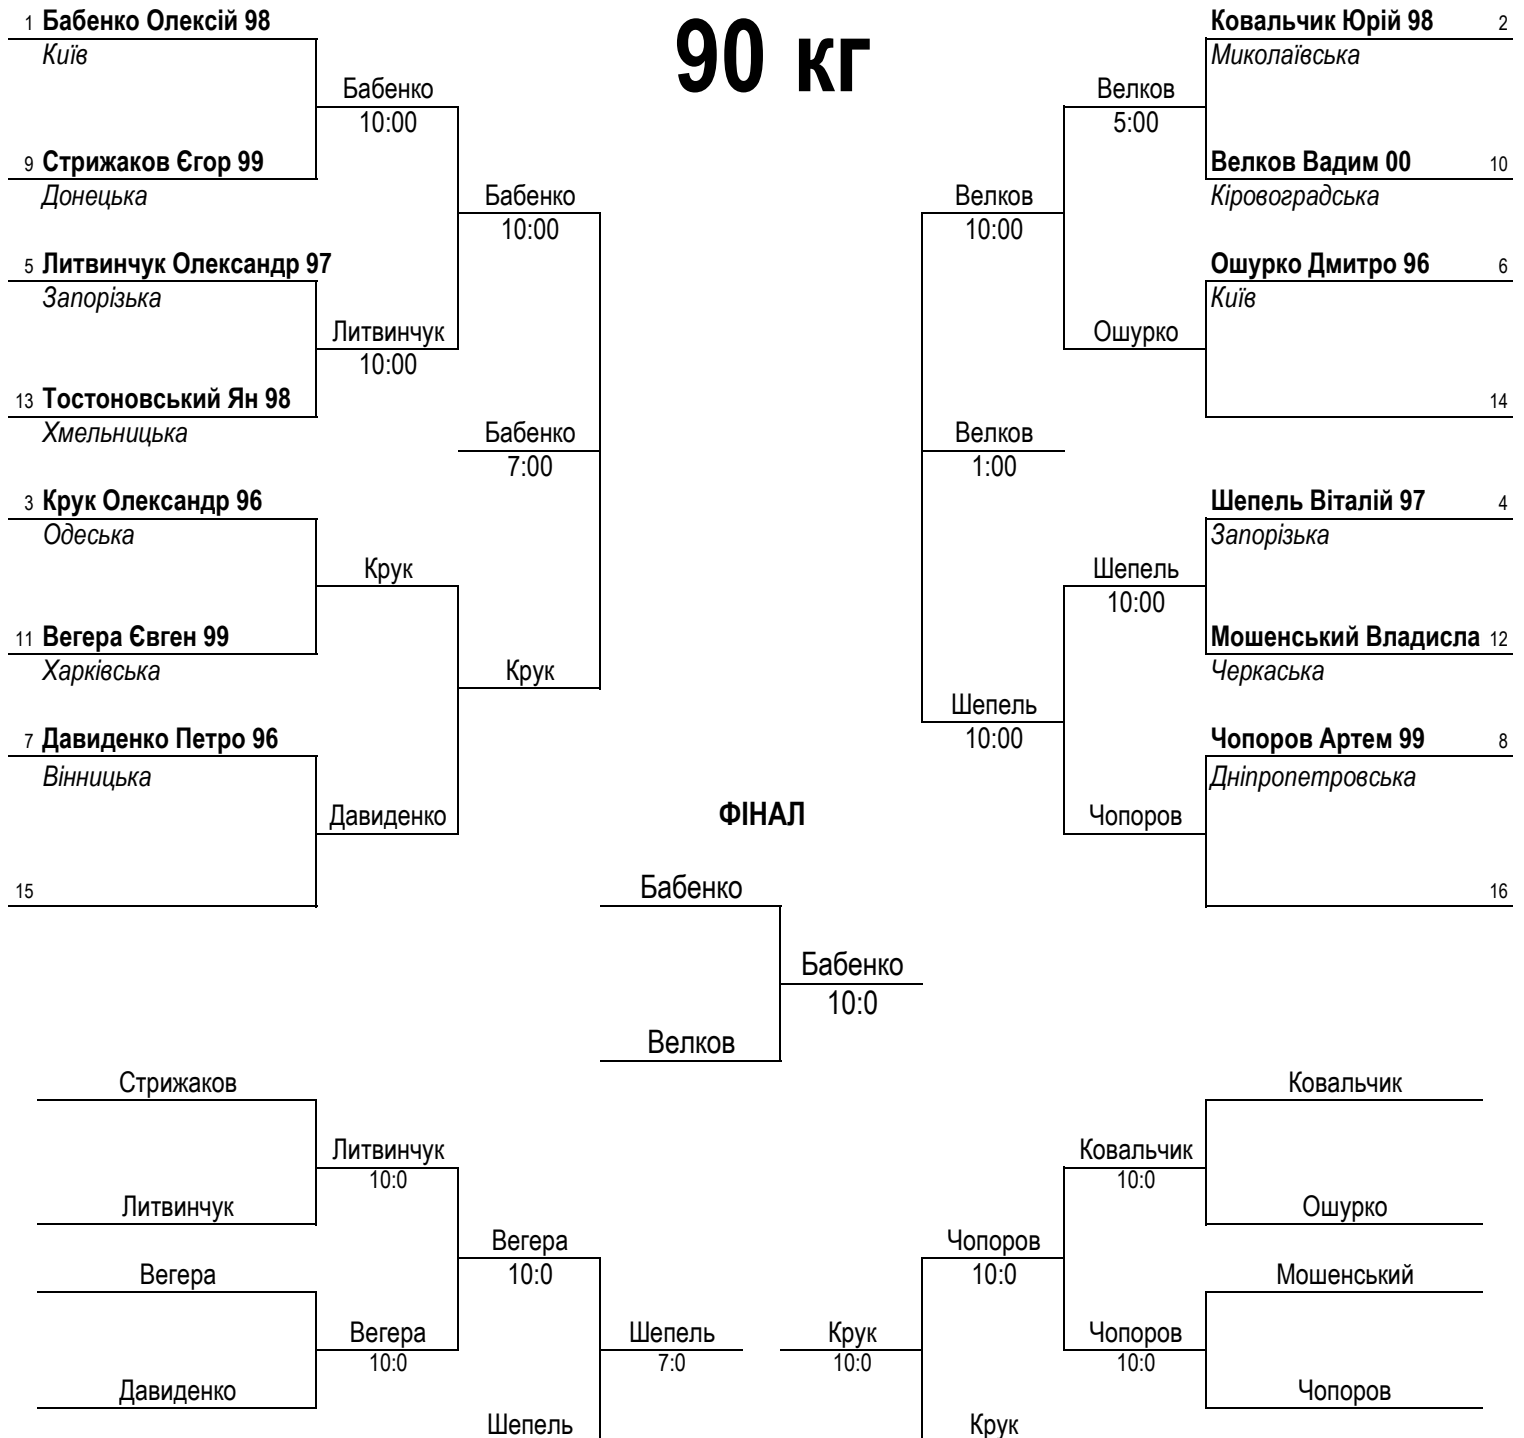 90 кг
1 Бабенко Олексій 98
Київ
Бабенко
10:00
9 Стрижаков Єгор 99
Донецька
Бабенко
10:00
5 Литвинчук Олександр 97
Запорізька
Литвинчук
10:00
13 Тостоновський Ян 98
Хмельницька
Бабенко
7:00
3 Крук Олександр 96
Одеська
Крук
11 Вегера Євген 99
Харківська
Крук
7 Давиденко Петро 96
Вінницька
Давиденко
15
Ковальчик Юрій 98 2
Миколаївська
Велков
5:00
Велков Вадим 00 10
Кіровоградська
Велков
10:00
Ошурко Дмитро 96 6
Київ
Ошурко
14
Велков
1:00
Шепель Віталій 97 4
Запорізька
Шепель
10:00
Мошенський Владисла 12
Черкаська
Шепель
10:00
Чопоров Артем 99 8
Дніпропетровська
Чопоров
16
ФІНАЛ
Бабенко
Бабенко
10:0
Велков
Стрижаков
Литвинчук
10:0
Литвинчук
Вегера
10:0
Вегера
Вегера
10:0
Давиденко
Шепель
7:0
Шепель
Ковальчик
Ковальчик
10:0
Ошурко
Чопоров
10:0
Мошенський
Чопоров
10:0
Чопоров
Крук
10:0
Крук